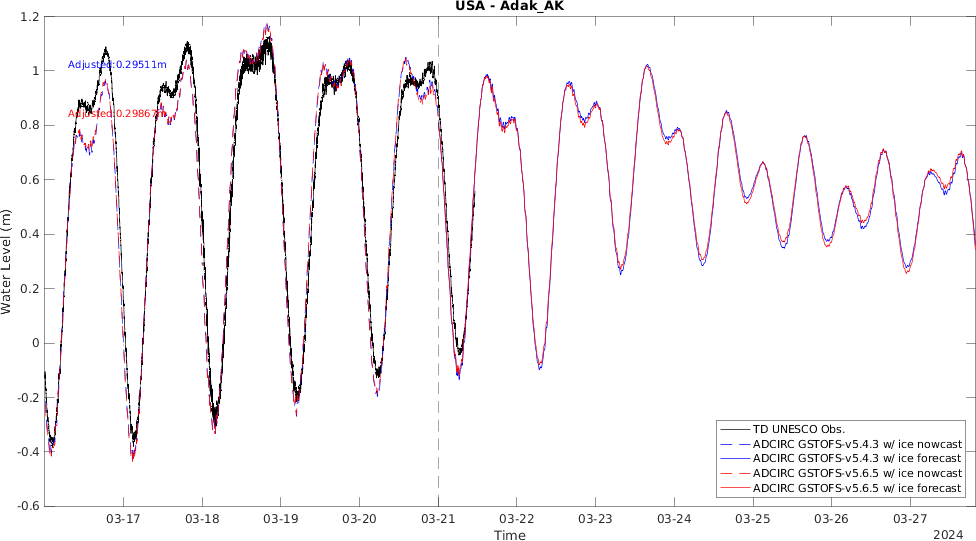 USA - Adak_AK
1.2
1
0.8
0.6
0.4
0.2
0
-0.2
-0.4
-0.6
Water Level (m)
Adjusted:0.29511m
Adjusted:0.29867m
TD UNESCO Obs.
ADCIRC GSTOFS-v5.4.3 w/ ice nowcast
ADCIRC GSTOFS-v5.4.3 w/ ice forecast
ADCIRC GSTOFS-v5.6.5 w/ ice nowcast
ADCIRC GSTOFS-v5.6.5 w/ ice forecast
03-17 03-18 03-19 03-20 03-21 03-22 03-23 03-24 03-25 03-26 03-27
Time
2024